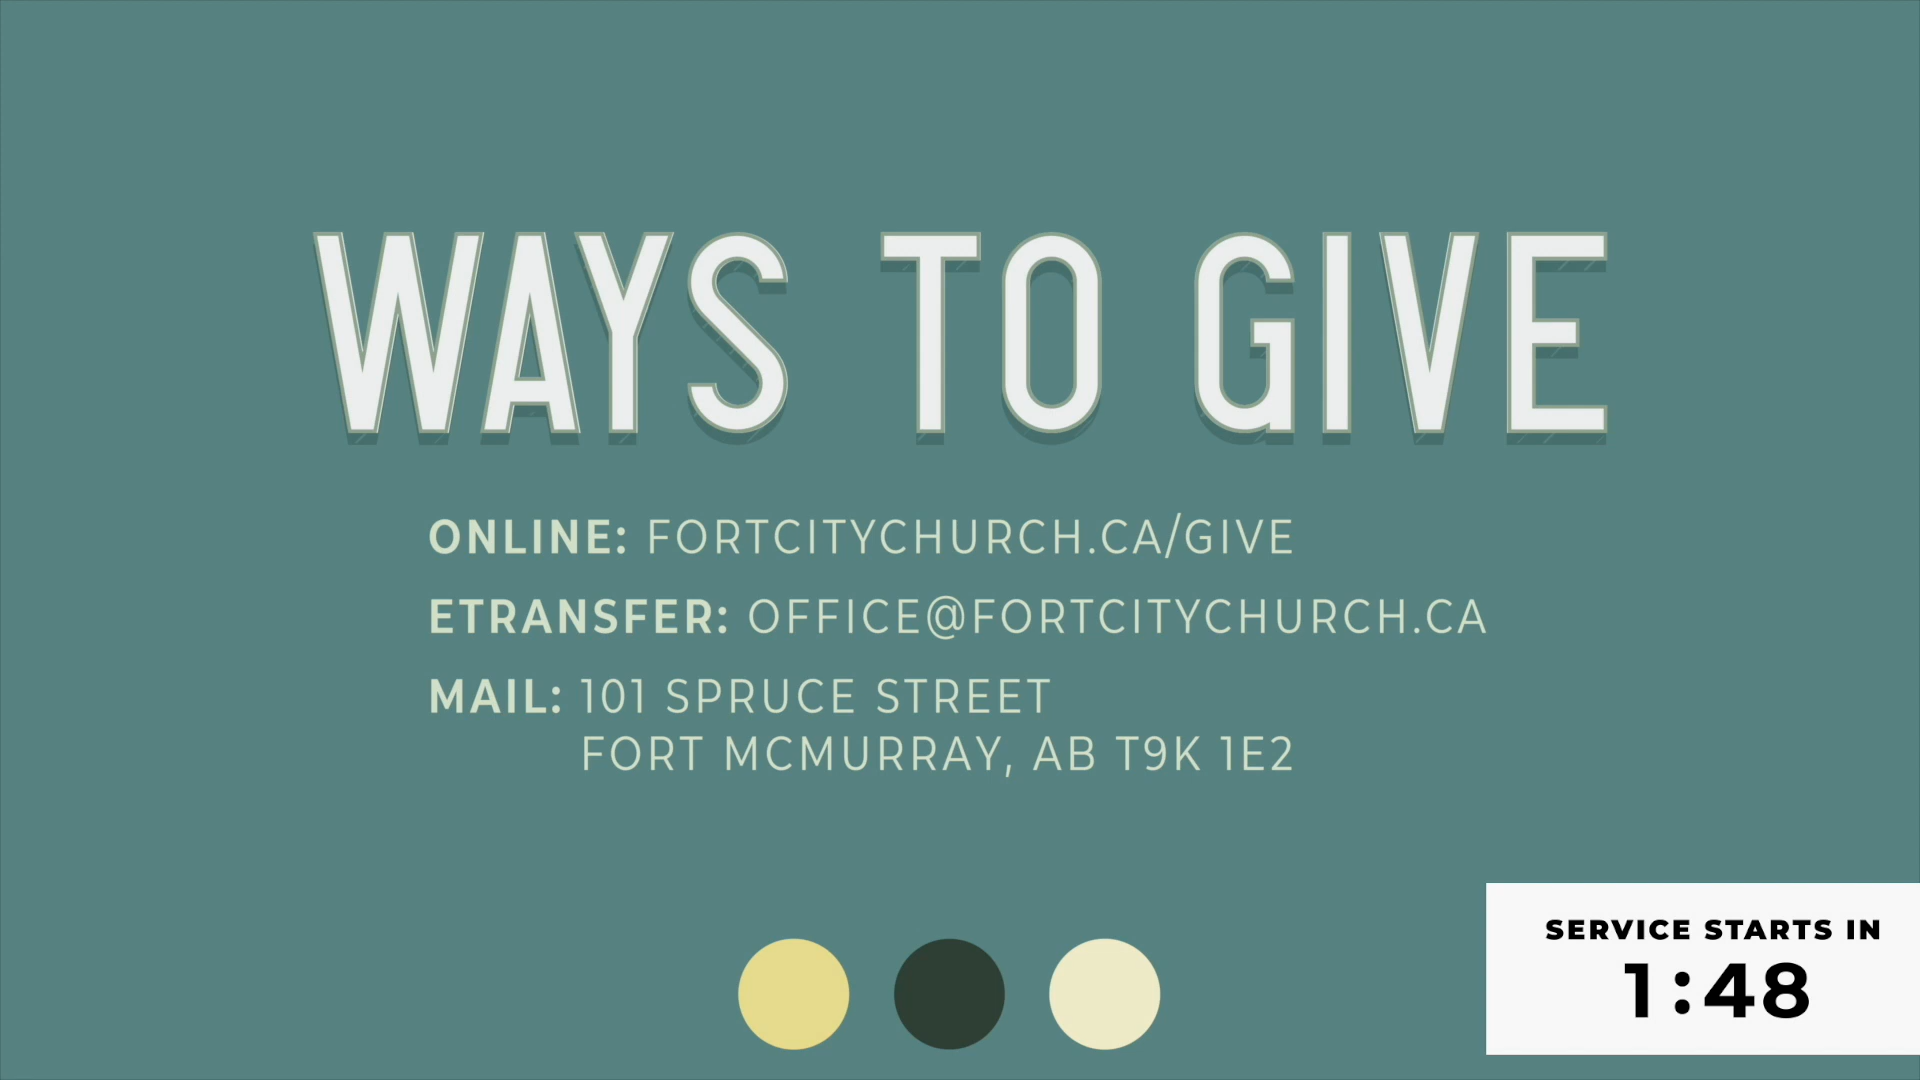 WAYS TO GIVE
ONLINE: FORTCITYCHURCH.CA/GIVE
ETRANSFER: OFFICE@FORTCITYCHURCH.CA
MAIL: 101 SPRUCE STREET
FORT MCMURRAY, AB T9K 1E2
SERVICE STARTS IN
1:48